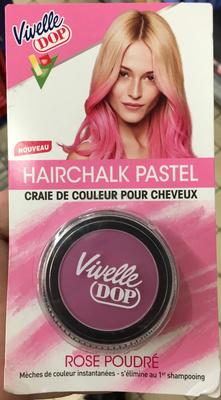 Vivelle
DOP
NOUVEAU
HAIRCHALK PASTEL
CRAIE DE COULEUR POUR CHEVEUX
Vivelle
DOP
ROSE POUDRÉ
Mèches de couleur instantanées - s'élimine au 1er shampooing